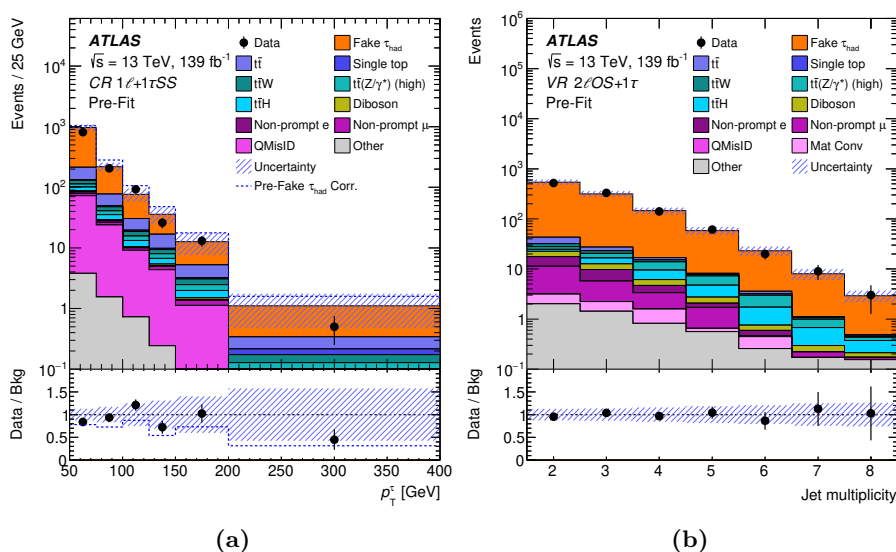 ATLAS
√s = 13 TeV, 139 fb⁻¹
CR 1ℓ+1τSS
Pre-Fit
Data
Fake τhad
tt̄
Single top
tt̄W
tt̄(Z/γ*) (high)
tt̄H
Diboson
Non-prompt e
Non-prompt μ
QMisID
Other
Uncertainty
Pre-Fake τhad Corr.
Events / 25 GeV
10⁴
10³
10²
10
1
10⁻¹
Data / Bkg
1.5
1
0.5
0
50 100 150 200 250 300 350 400
pTτ [GeV]
(a)
ATLAS
√s = 13 TeV, 139 fb⁻¹
VR 2ℓOS+1τ
Pre-Fit
Data
Fake τhad
tt̄
Single top
tt̄W
tt̄(Z/γ*) (high)
tt̄H
Diboson
Non-prompt e
Non-prompt μ
QMisID
Mat Conv
Other
Uncertainty
Events
10⁶
10⁵
10⁴
10³
10²
10
1
10⁻¹
Data / Bkg
1.5
1
0.5
0
2 3 4 5 6 7 8
Jet multiplicity
(b)